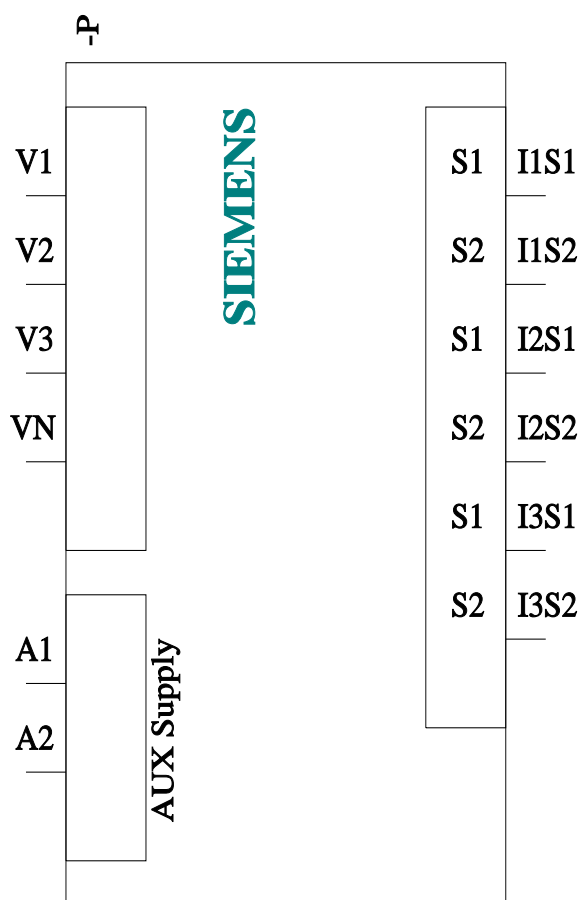 -P
SIEMENS
V1
V2
V3
VN
A1
A2
AUX Supply
S1 I1S1
S2 I1S2
S1 I2S1
S2 I2S2
S1 I3S1
S2 I3S2